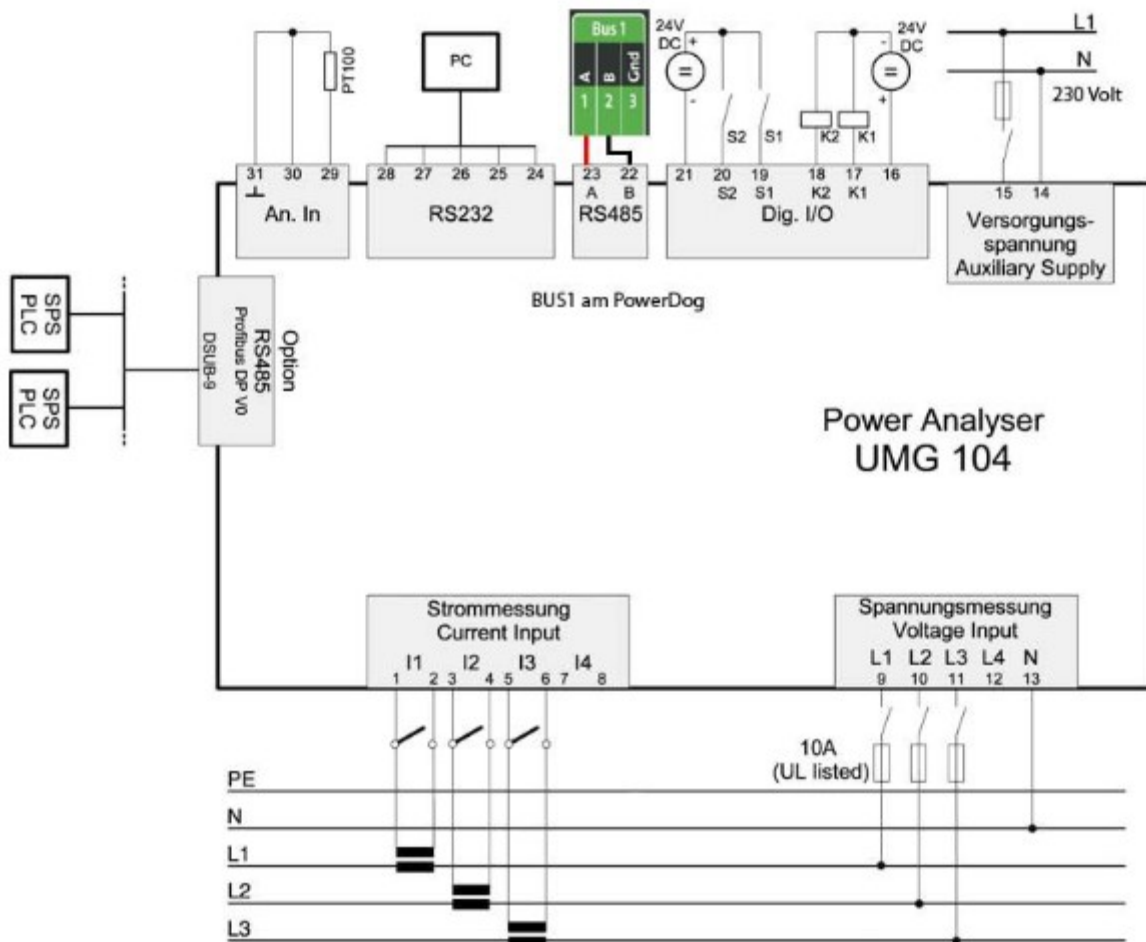 Bus 1
A B Gnd
1 2 3
24V
DC
+
-
=
S2 S1
K2 K1
24V
DC
-
+
=
L1
N
230 Volt
PT100
PC
31 30 29
An. In
28 27 26 25 24
RS232
23 22
A B
RS485
21 20 19 18 17 16
S2 S1 K2 K1
Dig. I/O
15 14
Versorgungs-
spannung
Auxiliary Supply
BUS1 am PowerDog
SPS
PLC
SPS
PLC
Option
RS485
Profibus DP V0
DSUB-9
Power Analyser
UMG 104
Strommessung
Current Input
I1 I2 I3 I4
1 2 3 4 5 6 7 8
Spannungsmessung
Voltage Input
L1 L2 L3 L4 N
9 10 11 12 13
10A
(UL listed)
PE
N
L1
L2
L3